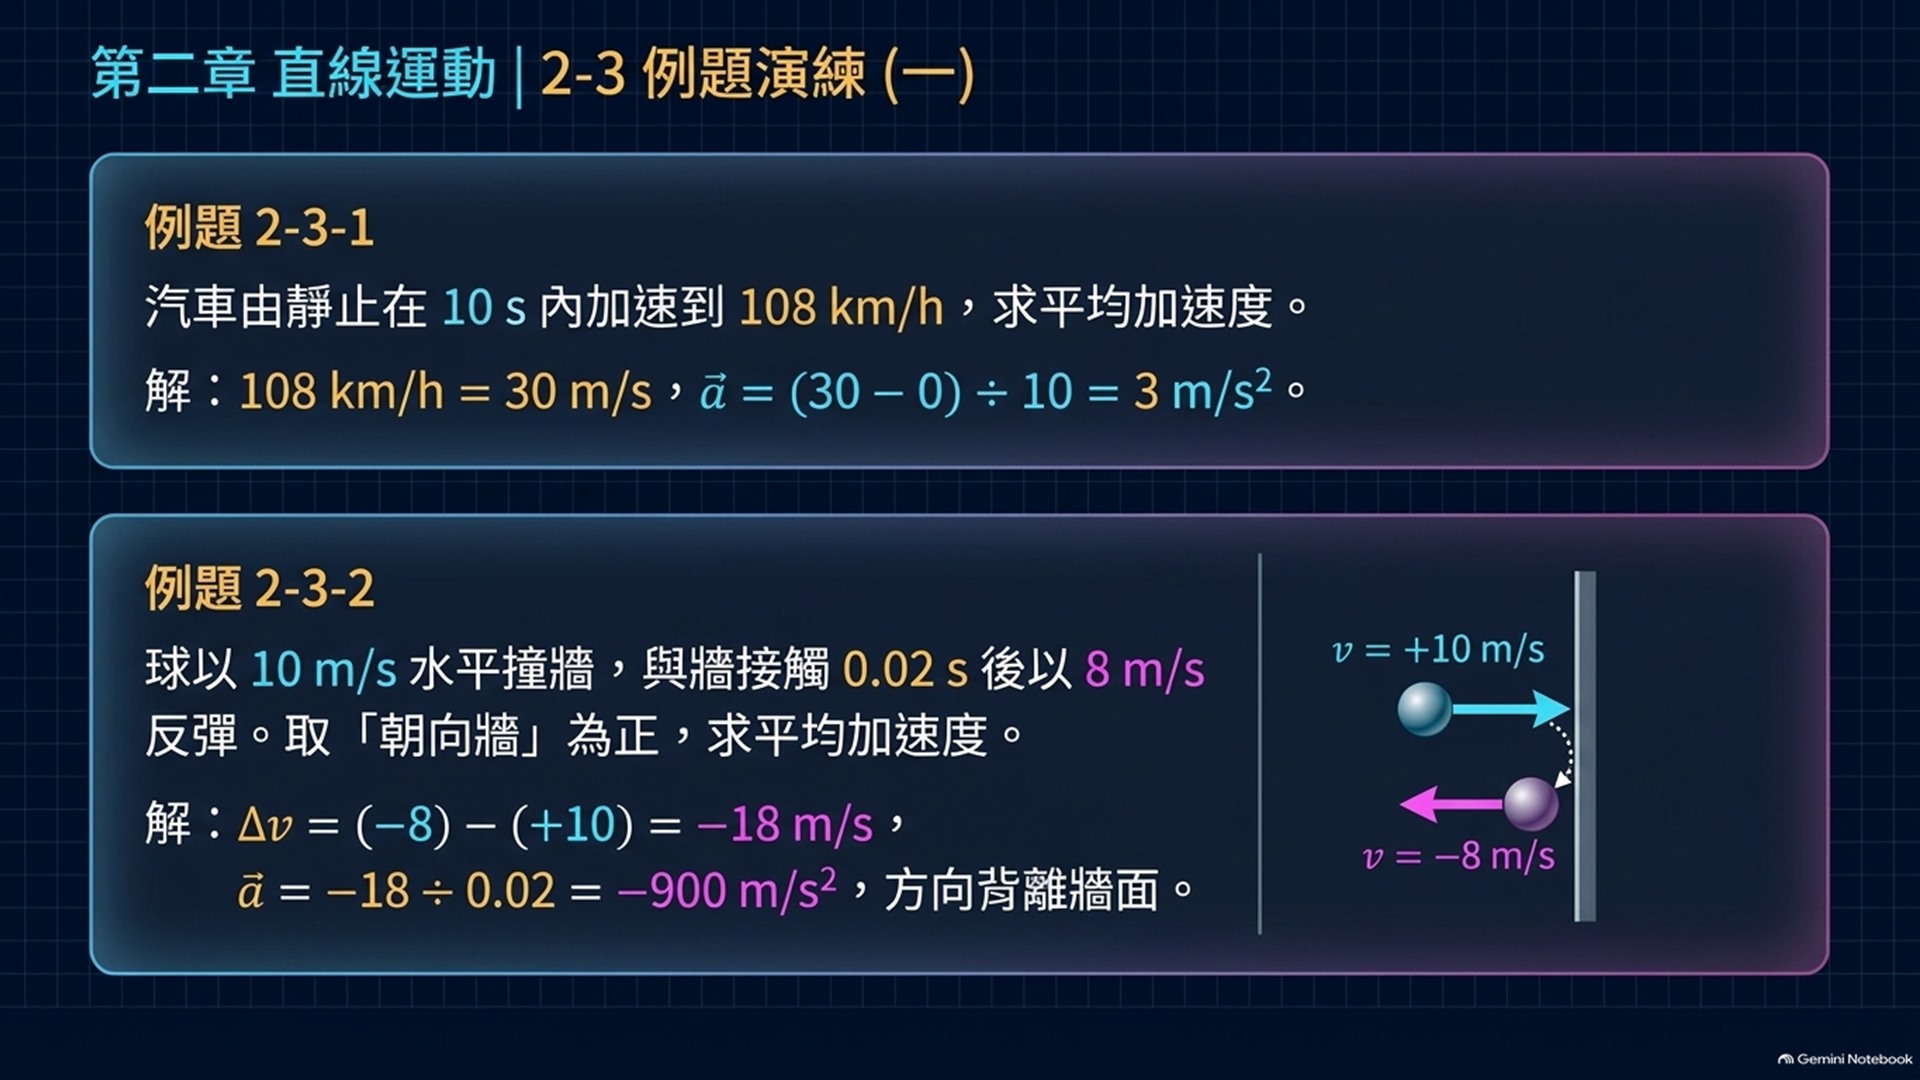 第二章 直線運動 | 2-3 例題演練 (一)
例題 2-3-1
汽車由靜止在 10 s 內加速到 108 km/h，求平均加速度。
解：108 km/h = 30 m/s，a⃗ = (30 − 0) ÷ 10 = 3 m/s²。
例題 2-3-2
球以 10 m/s 水平撞牆，與牆接觸 0.02 s 後以 8 m/s
反彈。取「朝向牆」為正，求平均加速度。
解：Δv = (−8) − (+10) = −18 m/s，
a⃗ = −18 ÷ 0.02 = −900 m/s²，方向背離牆面。
v = +10 m/s
v = −8 m/s
Gemini Notebook